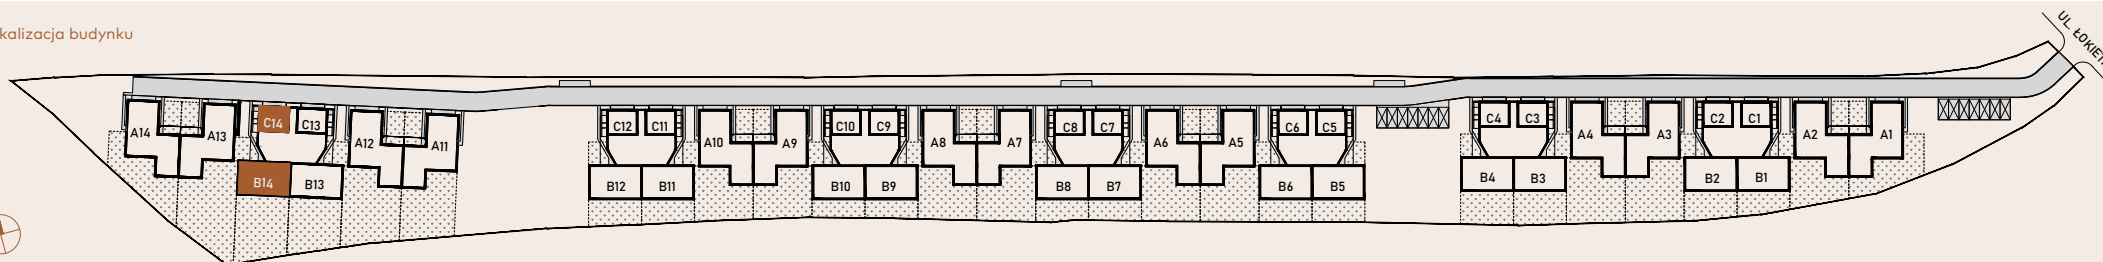 kalizacja budynku
UL. ŁOKIET
A14 A13 C14 C13 A12 A11 C12 C11 A10 A9 C10 C9 A8 A7 C8 C7 A6 A5 C6 C5 C4 C3 A4 A3 C2 C1 A2 A1
B14 B13 B12 B11 B10 B9 B8 B7 B6 B5 B4 B3 B2 B1